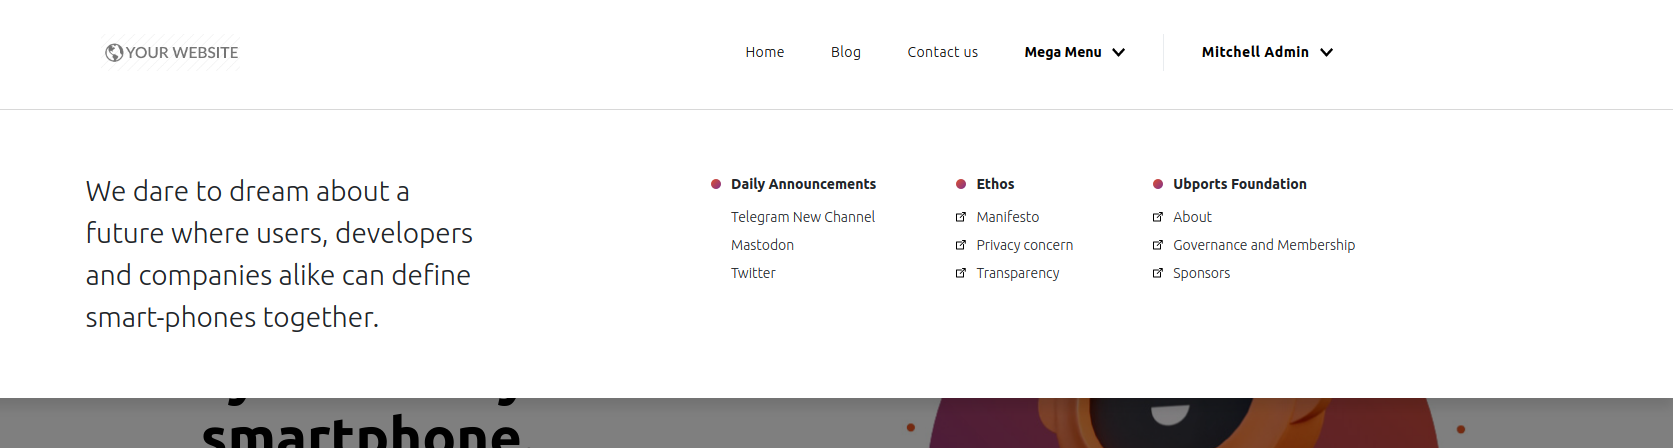 YOUR WEBSITE
Home
Blog
Contact us
Mega Menu
Mitchell Admin
We dare to dream about a
future where users, developers
and companies alike can define
smart-phones together.
Daily Announcements
Telegram New Channel
Mastodon
Twitter
Ethos
Manifesto
Privacy concern
Transparency
Ubports Foundation
About
Governance and Membership
Sponsors
smartphone.